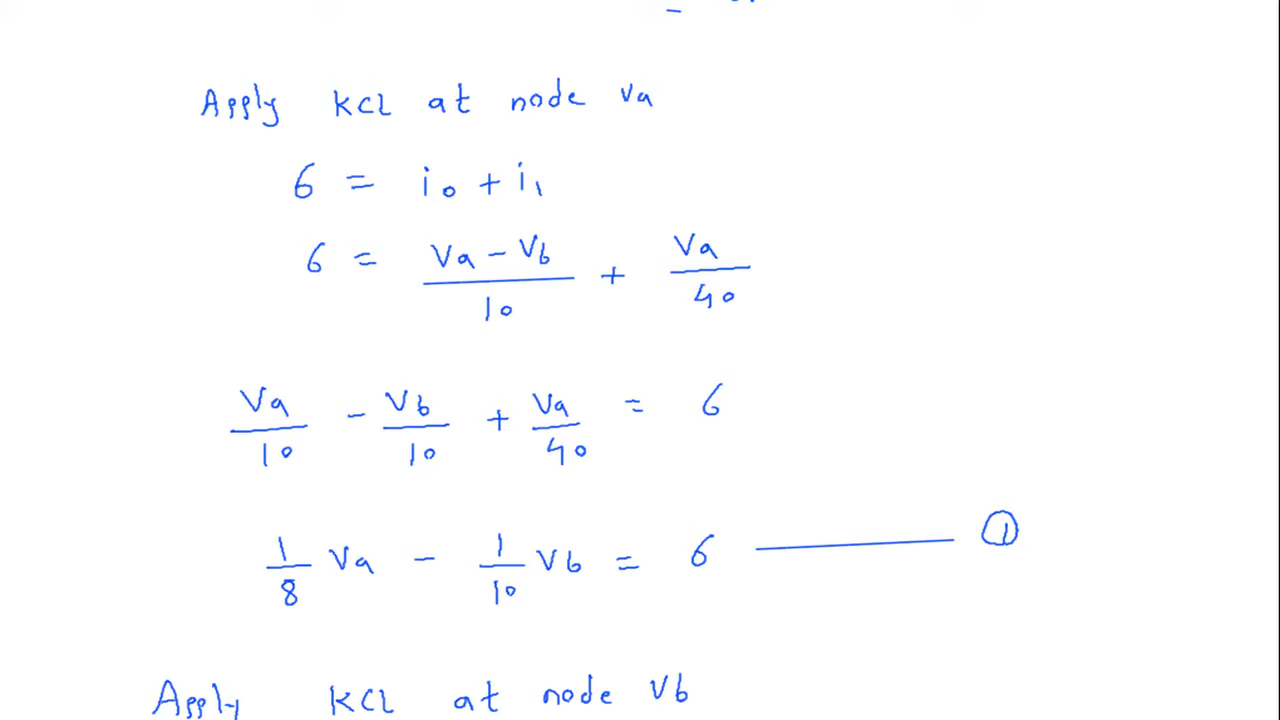 Apply KCL at node Va
6 = i₀ + i₁
6 = (Va - Vb)/10 + Va/40
Va/10 - Vb/10 + Va/40 = 6
1/8 Va - 1/10 Vb = 6 ——— ①
Apply KCL at node Vb